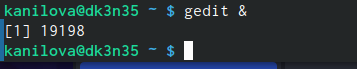 kanilova@dk3n35 ~ $ gedit &
[1] 19198
kanilova@dk3n35 ~ $